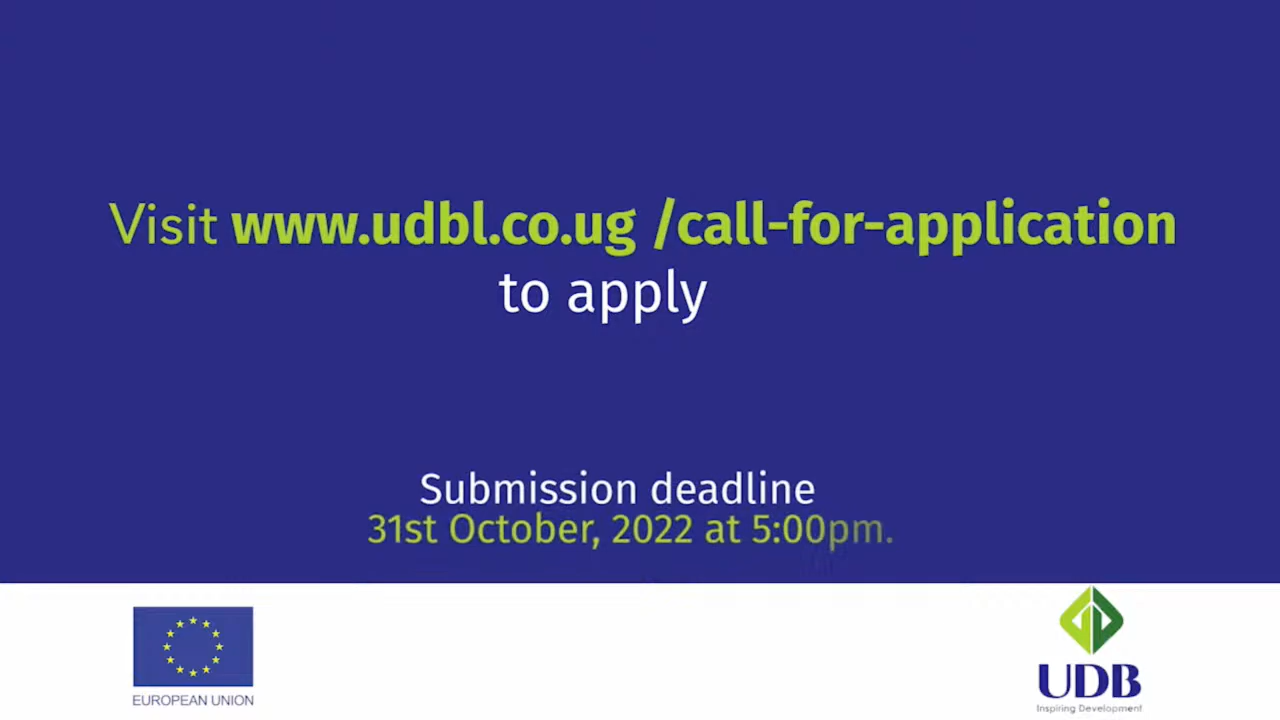 Visit www.udbl.co.ug /call-for-application
to apply
Submission deadline
31st October, 2022 at 5:00pm.
EUROPEAN UNION
UDB
Inspiring Development